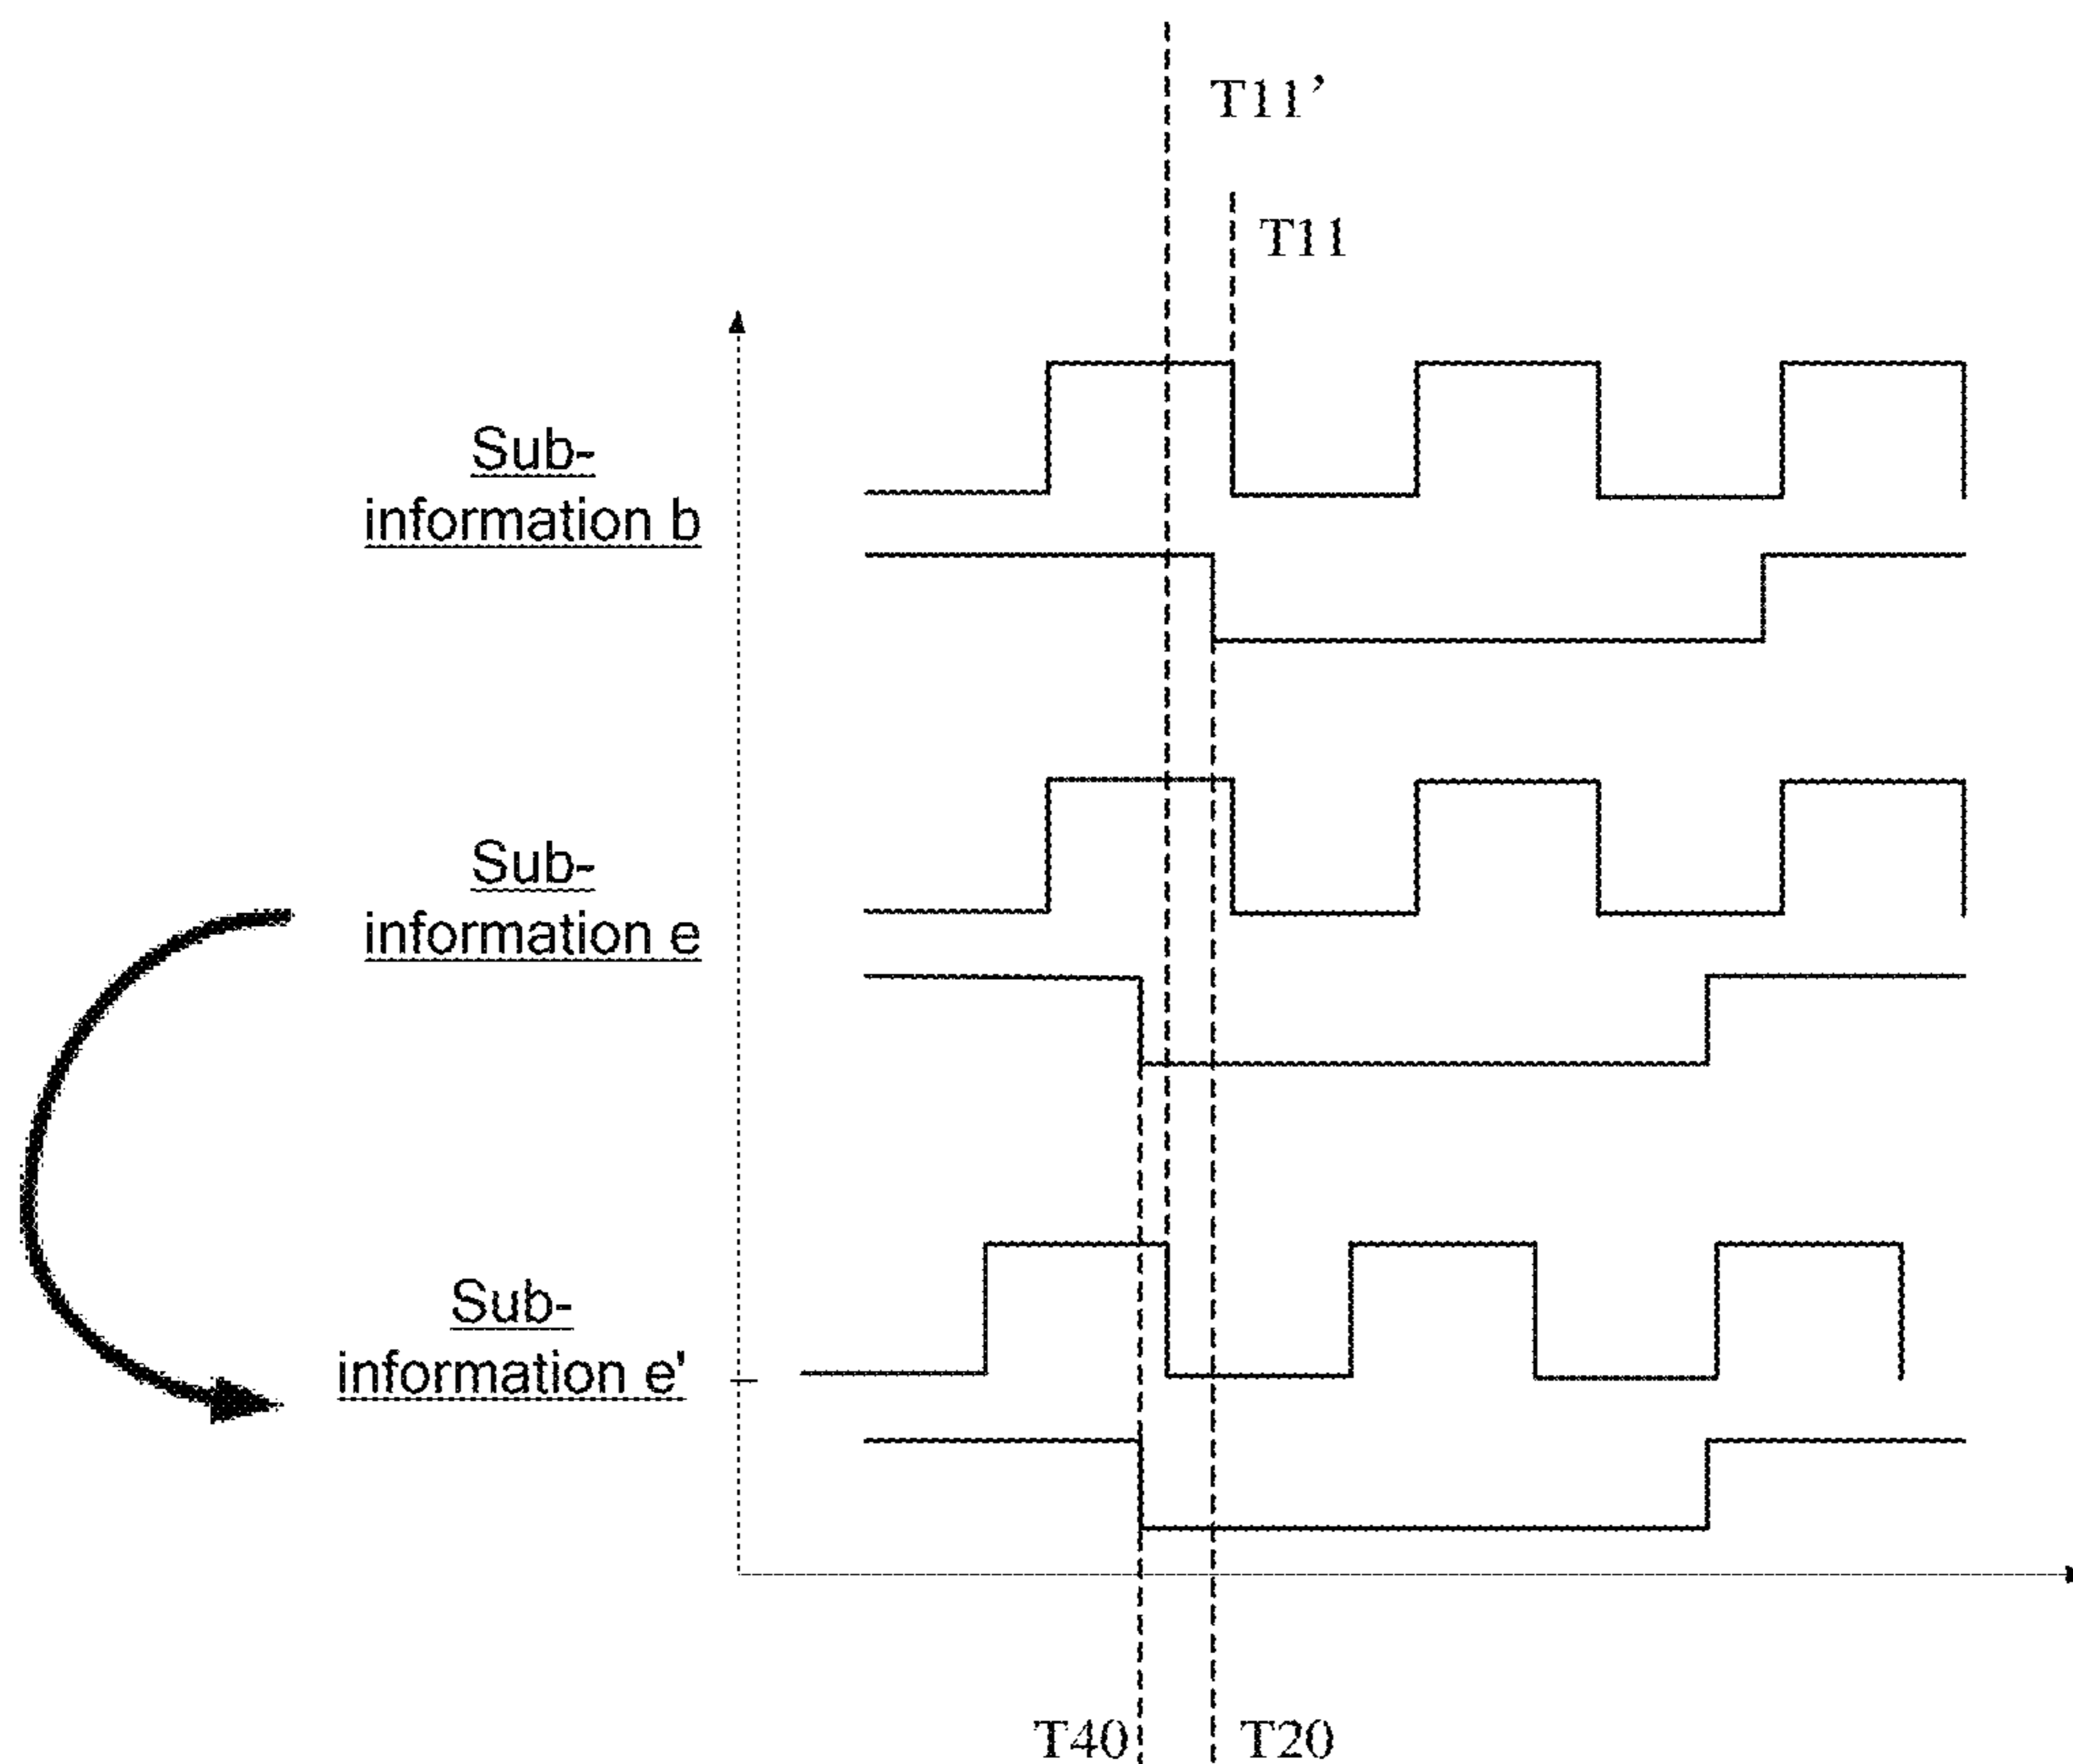 T11’
T11
Sub-
information b
Sub-
information e
Sub-
information e'
T40
T20